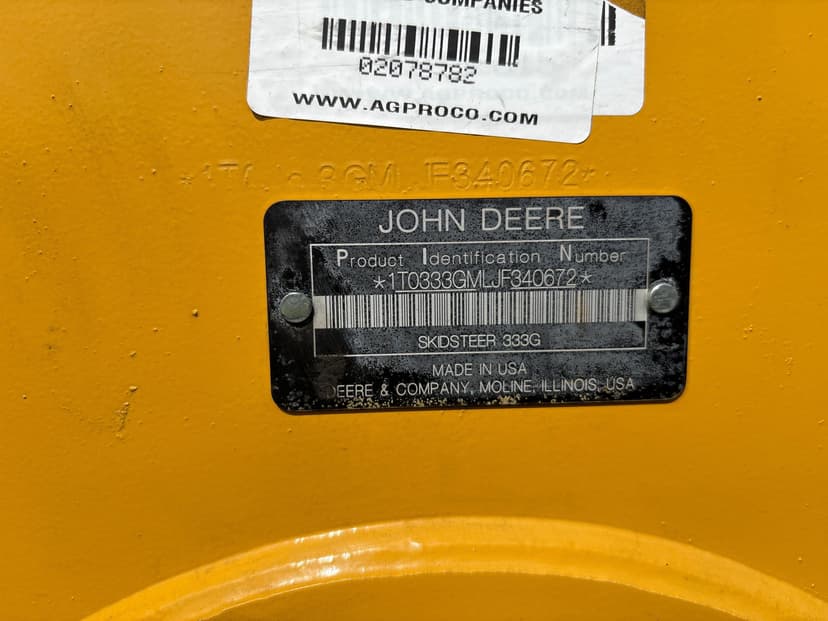 COMPANIES
02078782
WWW.AGPROCO.COM
JF340672*
JOHN DEERE
Product Identification Number
*1T0333GMLJF340672*
SKIDSTEER 333G
MADE IN USA
DEERE & COMPANY, MOLINE, ILLINOIS, USA